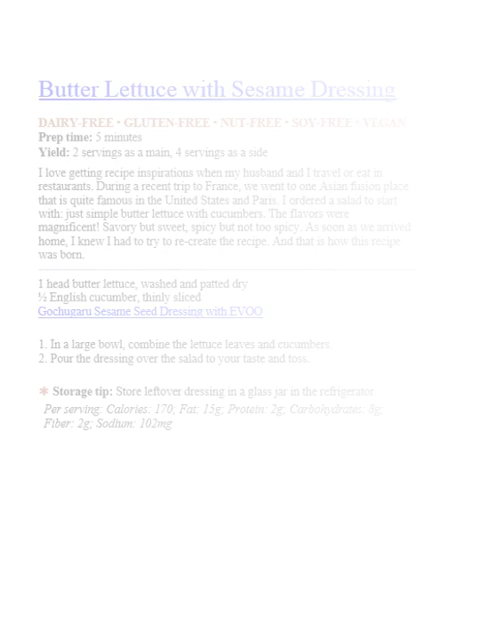 Butter Lettuce with Sesame Dressing
DAIRY-FREE • GLUTEN-FREE • NUT-FREE • SOY-FREE • VEGAN
Prep time: 5 minutes
Yield: 2 servings as a main, 4 servings as a side
I love getting recipe inspirations when my husband and I travel or eat in
restaurants. During a recent trip to France, we went to one Asian fusion place
that is quite famous in the United States and Paris. I ordered a salad to start
with: just simple butter lettuce with cucumbers. The flavors were
magnificent! Savory but sweet, spicy but not too spicy. As soon as we arrived
home, I knew I had to try to re-create the recipe. And that is how this recipe
was born.
1 head butter lettuce, washed and patted dry
½ English cucumber, thinly sliced
Gochugaru Sesame Seed Dressing with EVOO
1. In a large bowl, combine the lettuce leaves and cucumbers.
2. Pour the dressing over the salad to your taste and toss.
✱ Storage tip: Store leftover dressing in a glass jar in the refrigerator.
Per serving: Calories: 170; Fat: 15g; Protein: 2g; Carbohydrates: 8g;
Fiber: 2g; Sodium: 102mg